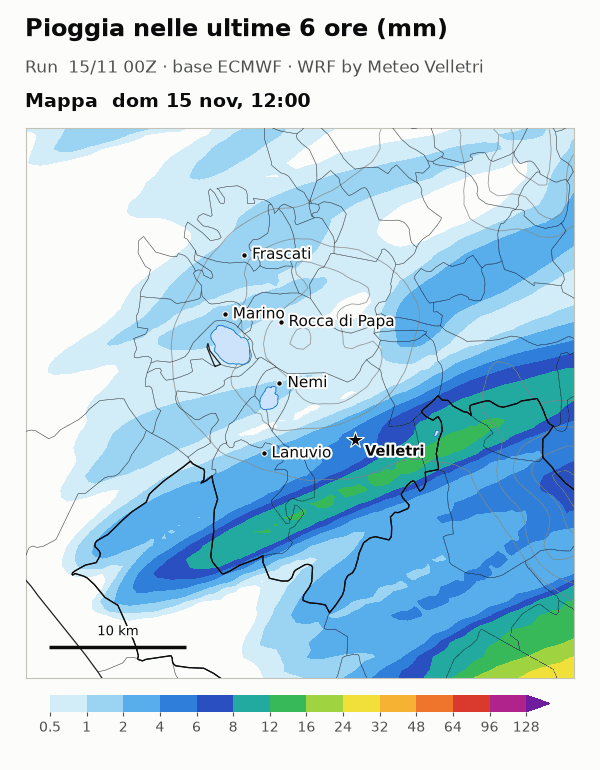 Pioggia nelle ultime 6 ore (mm)
Run  15/11 00Z · base ECMWF · WRF by Meteo Velletri
Mappa  dom 15 nov, 12:00
Frascati
Marino
Rocca di Papa
Nemi
Velletri
Lanuvio
10 km
0.5 1 2 4 6 8 12 16 24 32 48 64 96 128